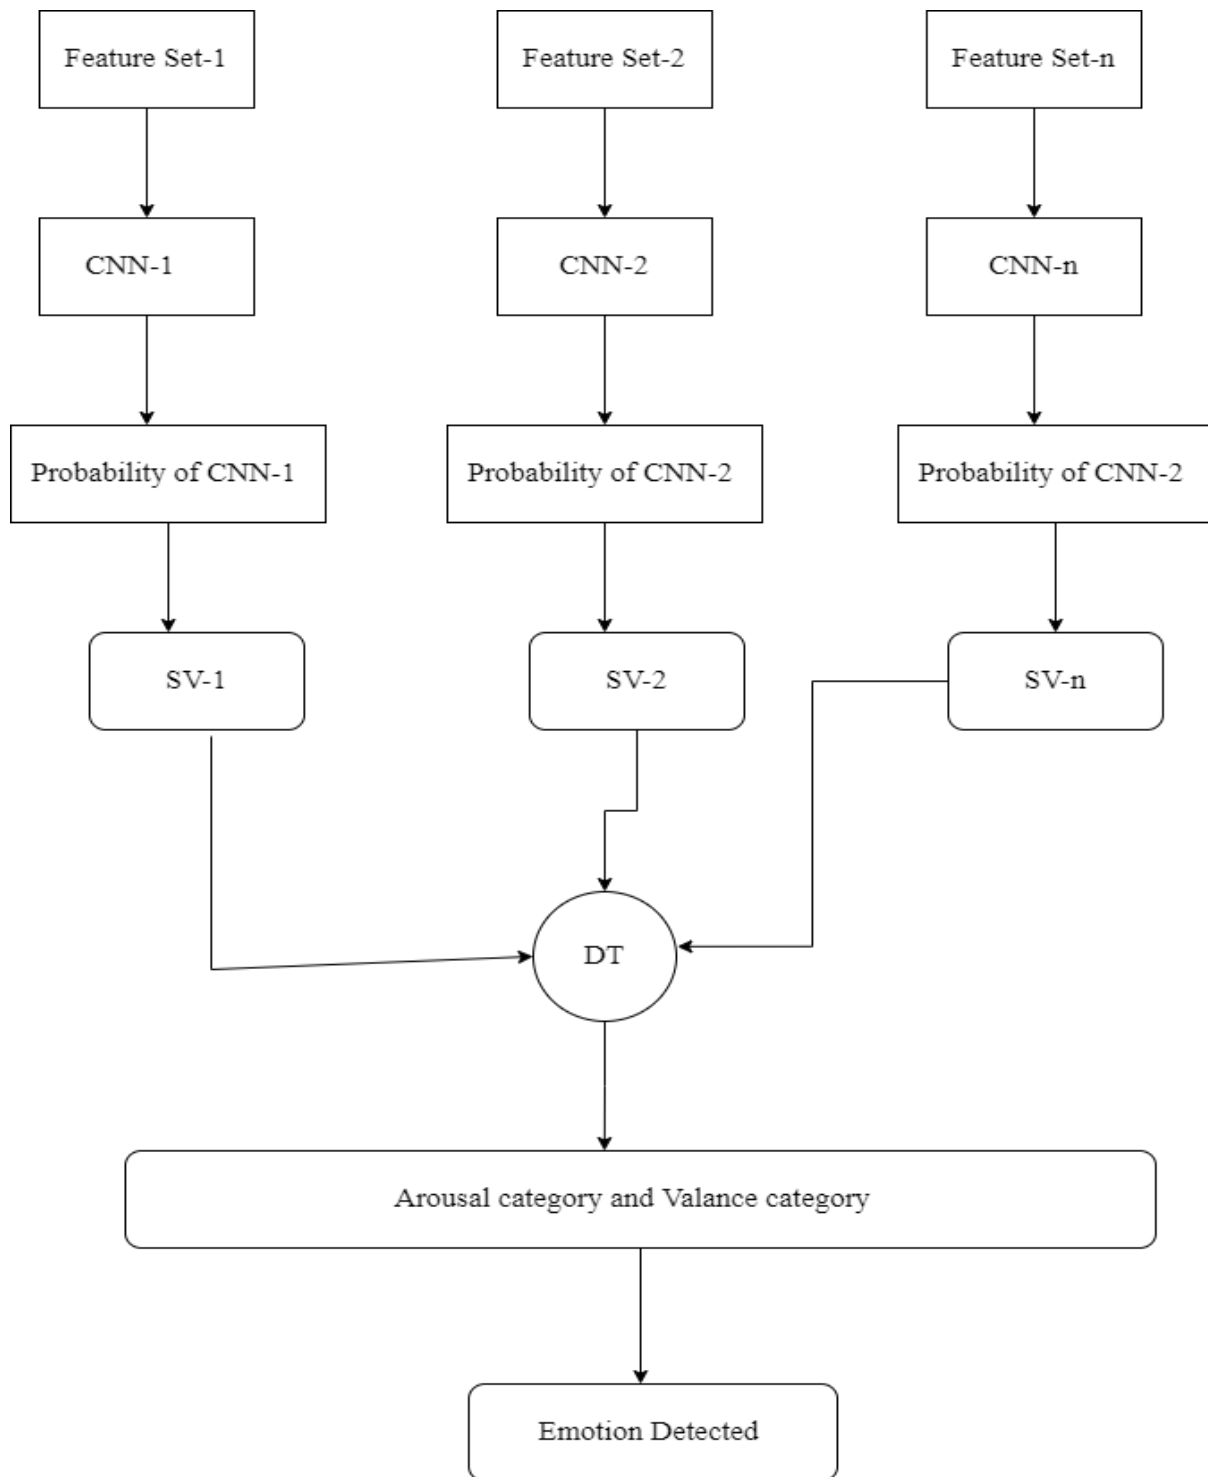 Feature Set-1
Feature Set-2
Feature Set-n
CNN-1
CNN-2
CNN-n
Probability of CNN-1
Probability of CNN-2
Probability of CNN-2
SV-1
SV-2
SV-n
DT
Arousal category and Valance category
Emotion Detected